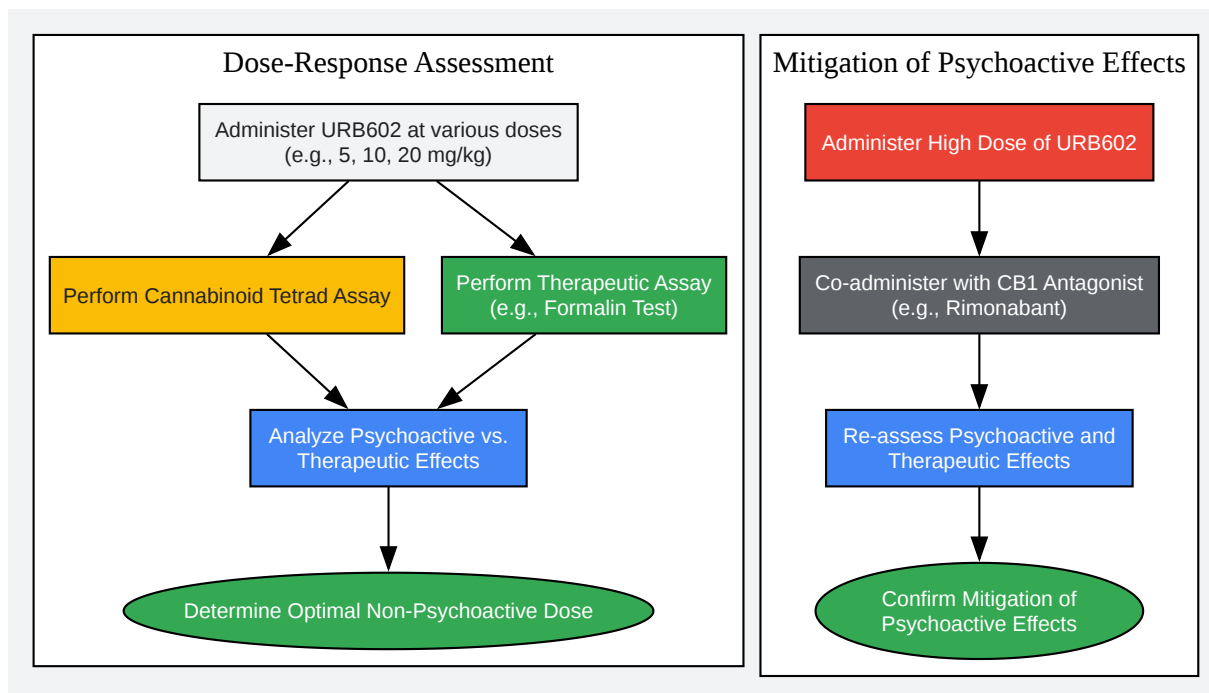 Dose-Response Assessment
Administer URB602 at various doses
(e.g., 5, 10, 20 mg/kg)
Perform Cannabinoid Tetrad Assay
Perform Therapeutic Assay
(e.g., Formalin Test)
Analyze Psychoactive vs.
Therapeutic Effects
Determine Optimal Non-Psychoactive Dose
Mitigation of Psychoactive Effects
Administer High Dose of URB602
Co-administer with CB1 Antagonist
(e.g., Rimonabant)
Re-assess Psychoactive and
Therapeutic Effects
Confirm Mitigation of
Psychoactive Effects